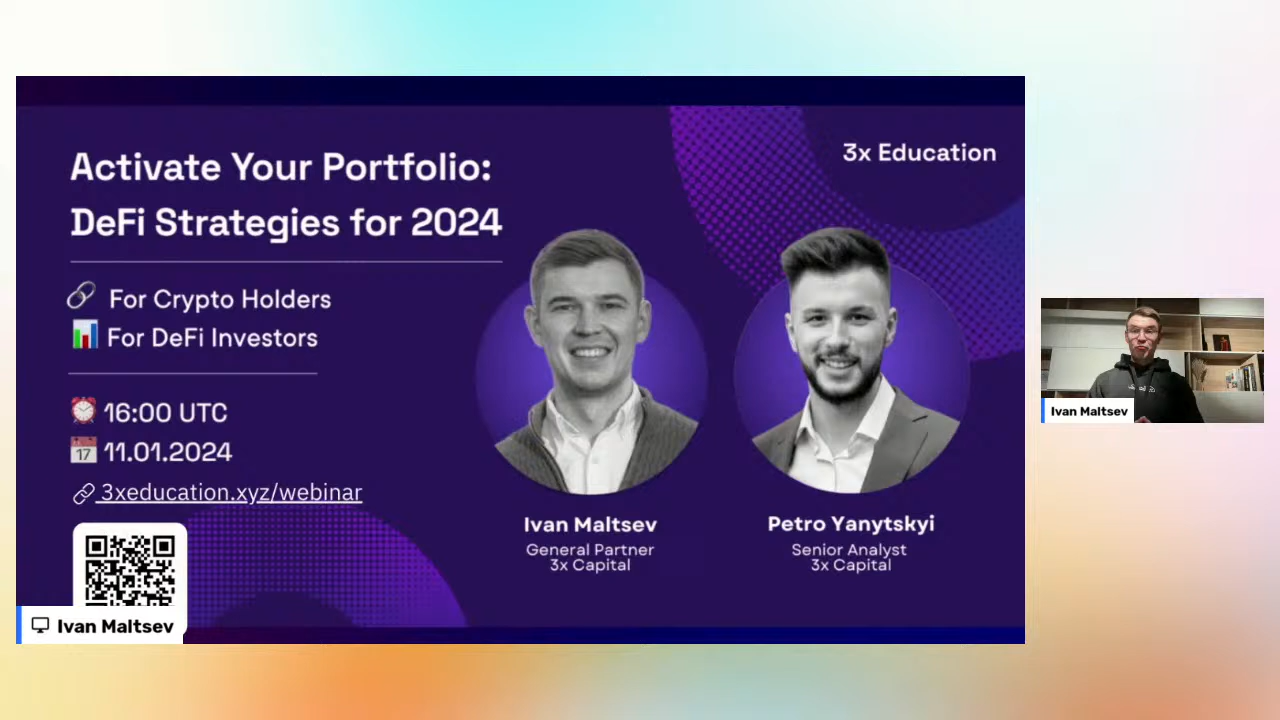 3x Education
Activate Your Portfolio:
DeFi Strategies for 2024
For Crypto Holders
For DeFi Investors
16:00 UTC
17
11.01.2024
3xeducation.xyz/webinar
Ivan Maltsev
General Partner
3x Capital
Petro Yanytskyi
Senior Analyst
3x Capital
Ivan Maltsev
Ivan Maltsev